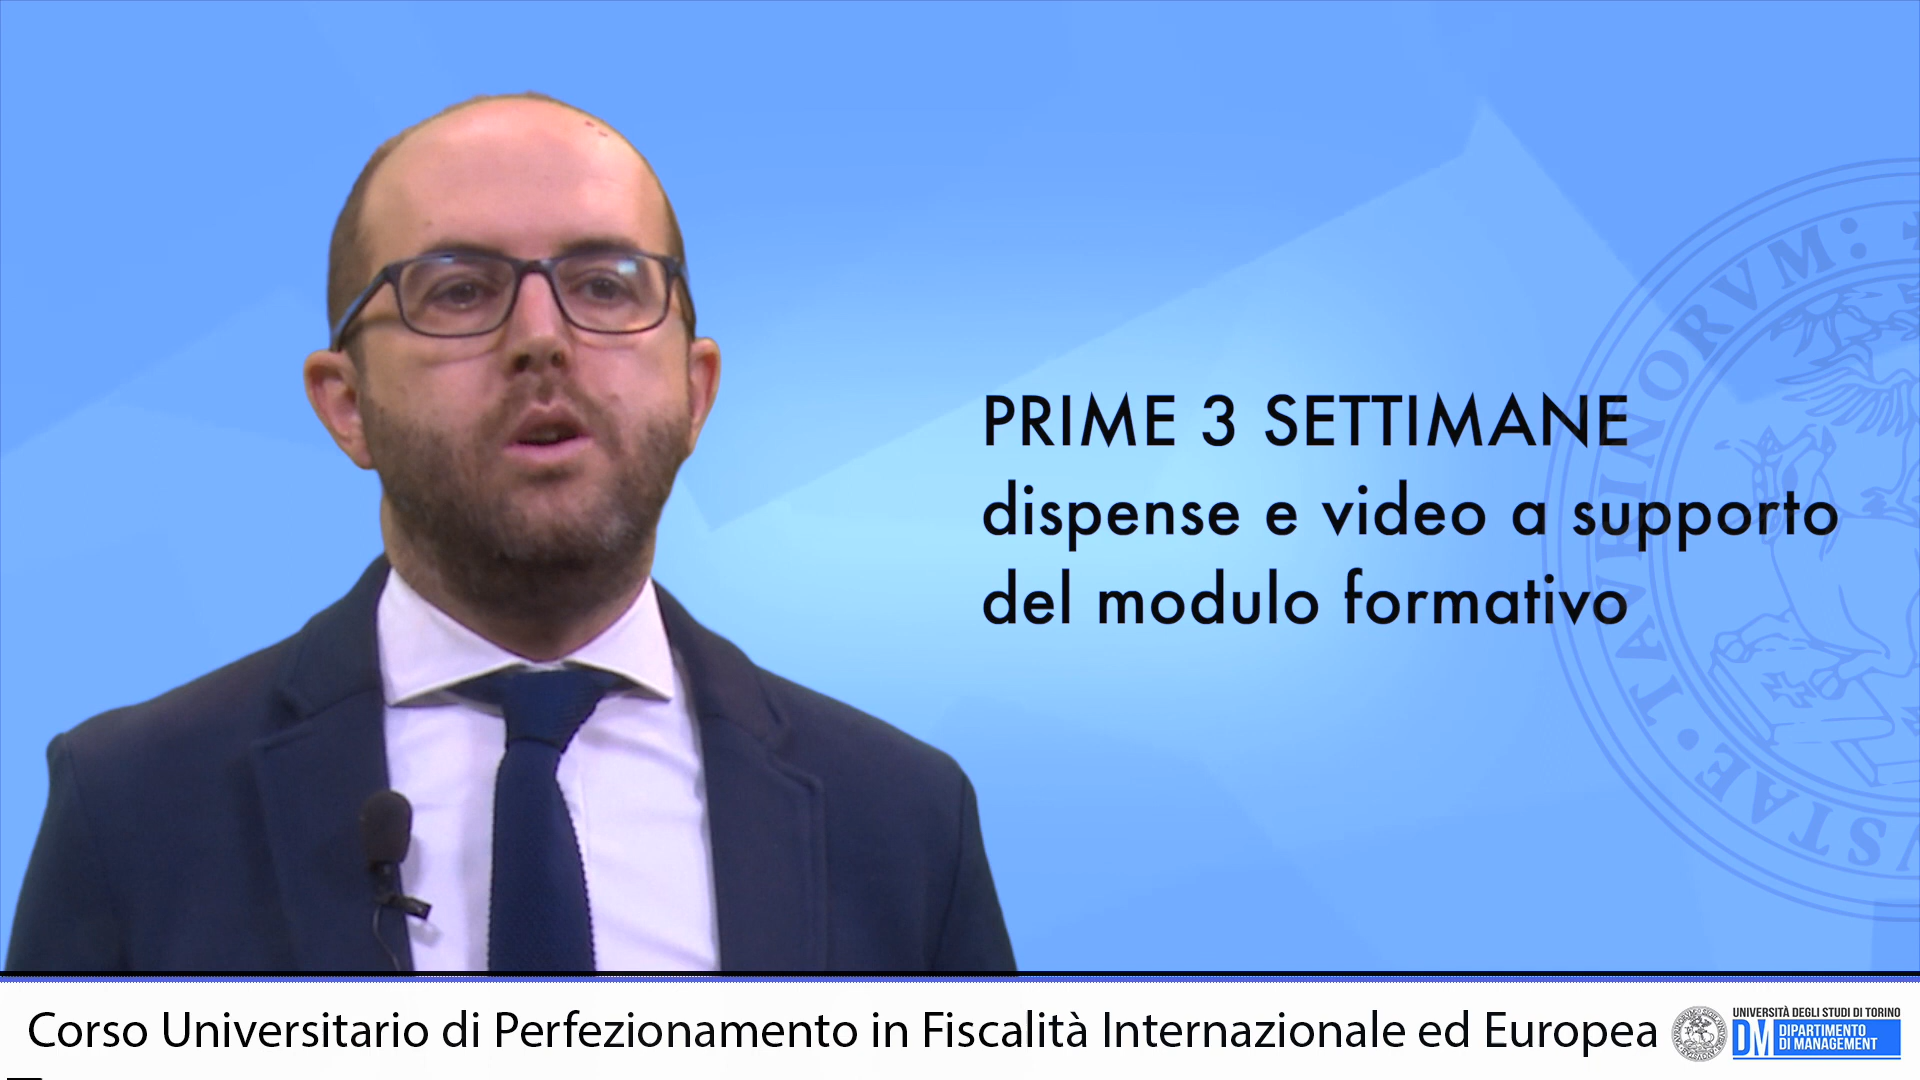 PRIME 3 SETTIMANE
dispense e video a supporto
del modulo formativo
TAVRINORVM:
Corso Universitario di Perfezionamento in Fiscalità Internazionale ed Europea
UNIVERSITÀ DEGLI STUDI DI TORINO
DM DIPARTIMENTO
DI MANAGEMENT